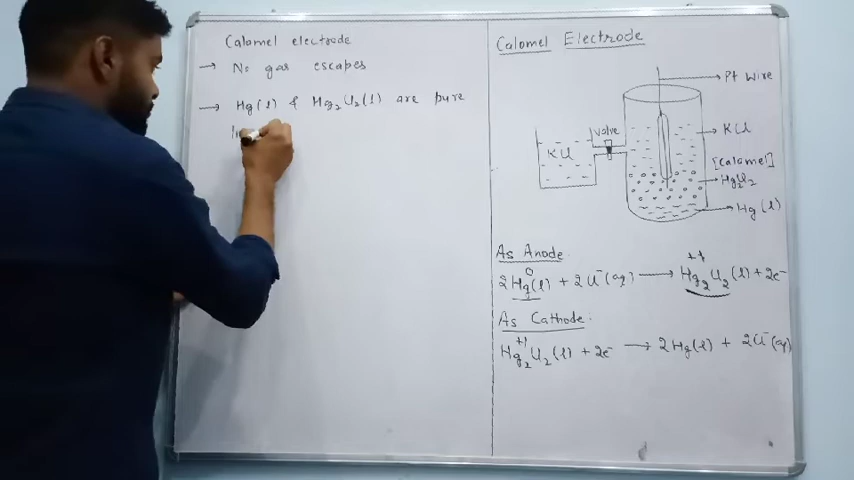 Calomel electrode
→ No gas escapes
→ Hg(l) & Hg2Cl2(l) are pure
Calomel Electrode
Pt Wire
Valve
KCl
KCl
[Calomel]
Hg2Cl2
Hg(l)
As Anode
2Hg(l) + 2Cl⁻(aq) ⟶ Hg2Cl2(l) + 2e⁻
As Cathode.
Hg2Cl2(l) + 2e⁻ ⟶ 2Hg(l) + 2Cl⁻(aq)